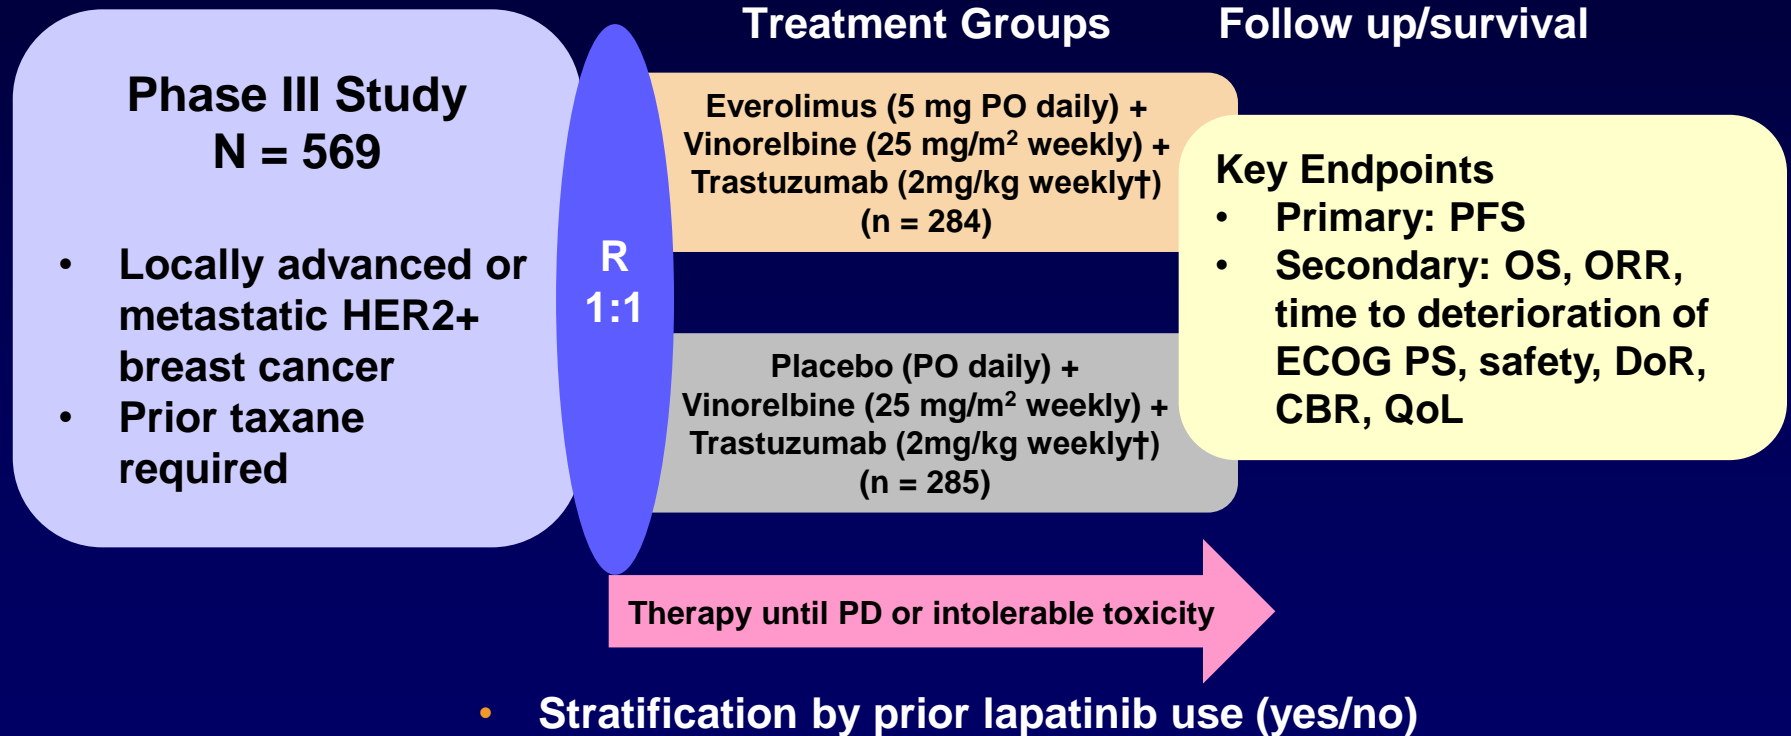 Treatment Groups
Follow up/survival
Phase III Study
N = 569
• Locally advanced or
metastatic HER2+
breast cancer
• Prior taxane
required
R
1:1
Everolimus (5 mg PO daily) +
Vinorelbine (25 mg/m² weekly) +
Trastuzumab (2mg/kg weekly†)
(n = 284)
Placebo (PO daily) +
Vinorelbine (25 mg/m² weekly) +
Trastuzumab (2mg/kg weekly†)
(n = 285)
Key Endpoints
• Primary: PFS
• Secondary: OS, ORR,
time to deterioration of
ECOG PS, safety, DoR,
CBR, QoL
Therapy until PD or intolerable toxicity
• Stratification by prior lapatinib use (yes/no)